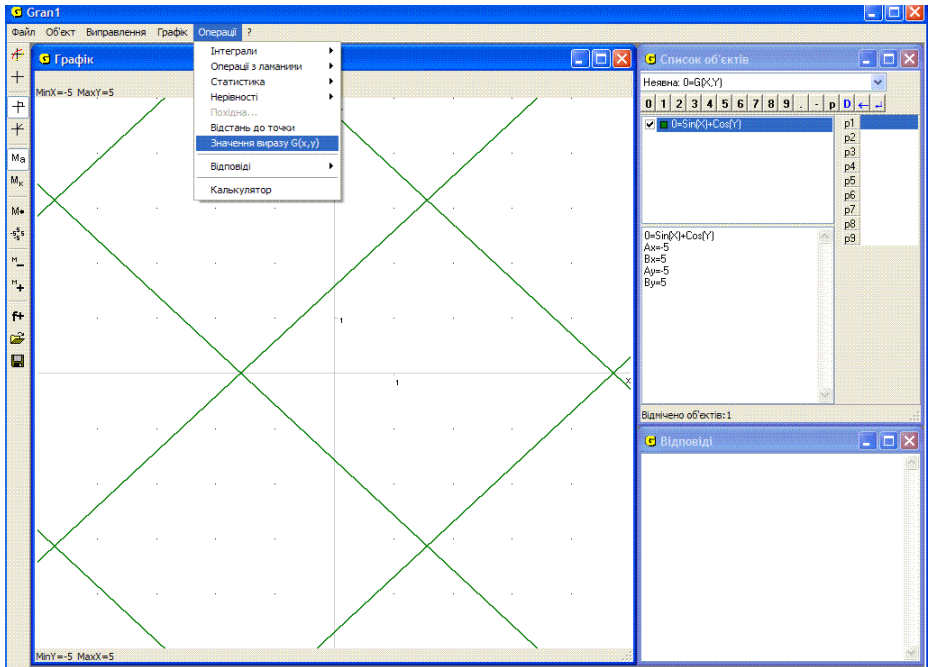 Gran1
Файл Об'єкт Виправлення Графік Операції ?
Графік
MinX=-5 MaxY=5
Інтеграли
Операції з ламаними
Статистика
Нерівності
Похідна...
Відстань до точки
Значення виразу G(x,y)
Відповіді
Калькулятор
Ма
Мк
М
5
М
М
f+
1
1
X
MinY=-5 MaxX=5
Список об'єктів
Неявна: 0=G(X,Y)
0 1 2 3 4 5 6 7 8 9 . - p D
0=Sin(X)+Cos(Y)
p1
p2
p3
p4
p5
p6
p7
p8
p9
0=Sin(X)+Cos(Y)
Ax=-5
Bx=5
Ay=-5
By=5
Відмічено об'єктів:1
Відповіді